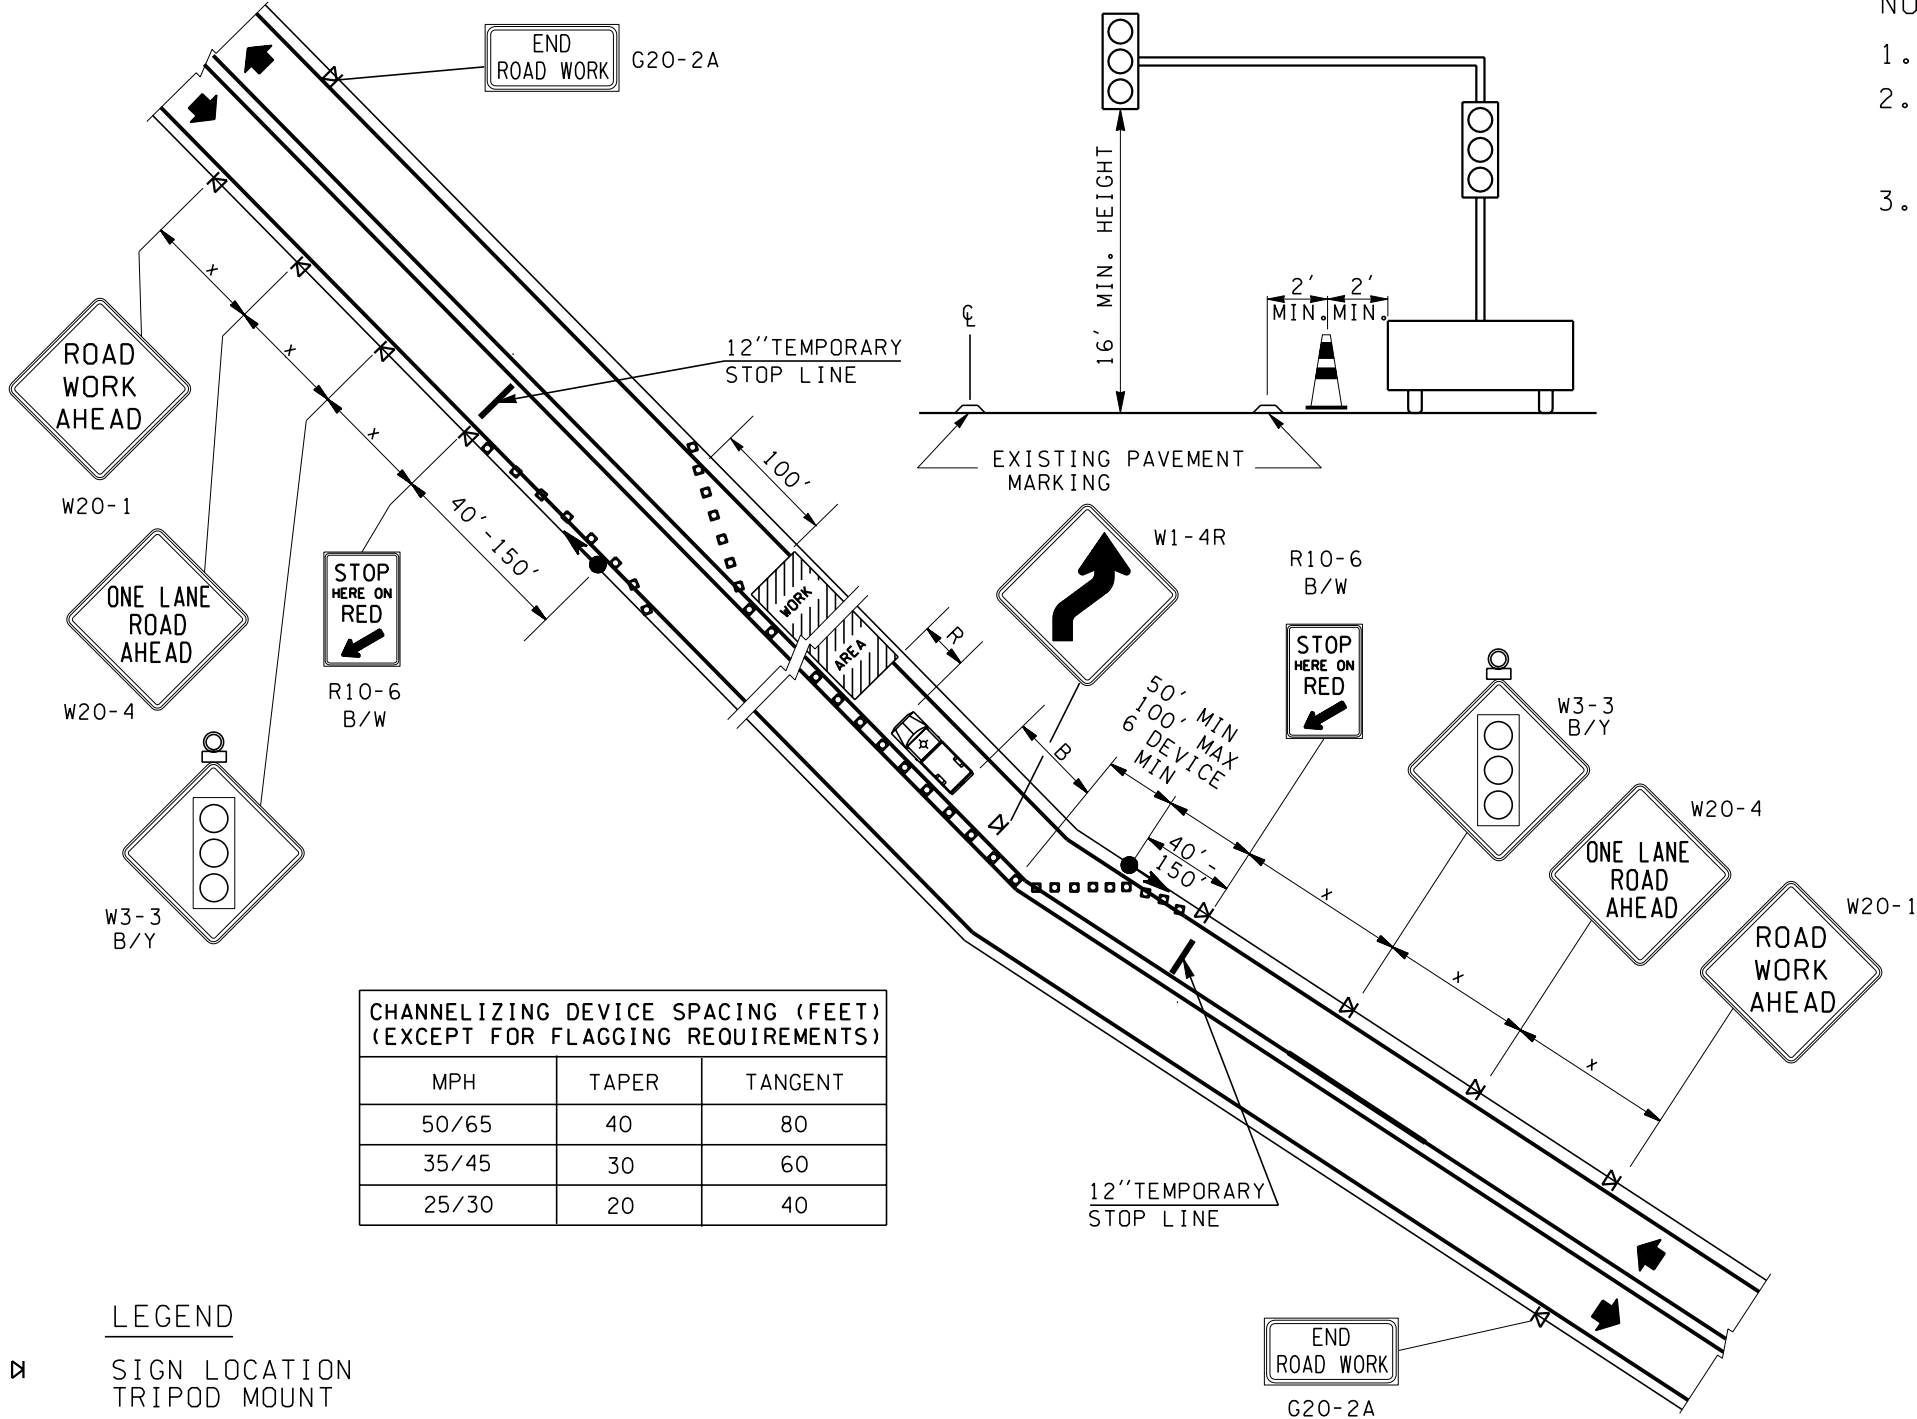 NO
1.
2.
3.
END
ROAD WORK
G20-2A
16' MIN. HEIGHT
2'
MIN.
2'
MIN.
℄
EXISTING PAVEMENT
MARKING
12''TEMPORARY
STOP LINE
x
x
x
40'-150'
100'
ROAD
WORK
AHEAD
W20-1
ONE LANE
ROAD
AHEAD
W20-4
STOP
HERE ON
RED
R10-6
B/W
W3-3
B/Y
WORK
AREA
R
B
W1-4R
50' MIN
100' MAX
6 DEVICE
MIN
40'-
150'
R10-6
B/W
STOP
HERE ON
RED
W3-3
B/Y
W20-4
ONE LANE
ROAD
AHEAD
W20-1
ROAD
WORK
AHEAD
x
x
x
CHANNELIZING DEVICE SPACING (FEET)
(EXCEPT FOR FLAGGING REQUIREMENTS)
MPH TAPER TANGENT
50/65 40 80
35/45 30 60
25/30 20 40
12''TEMPORARY
STOP LINE
END
ROAD WORK
G20-2A
LEGEND
SIGN LOCATION
TRIPOD MOUNT